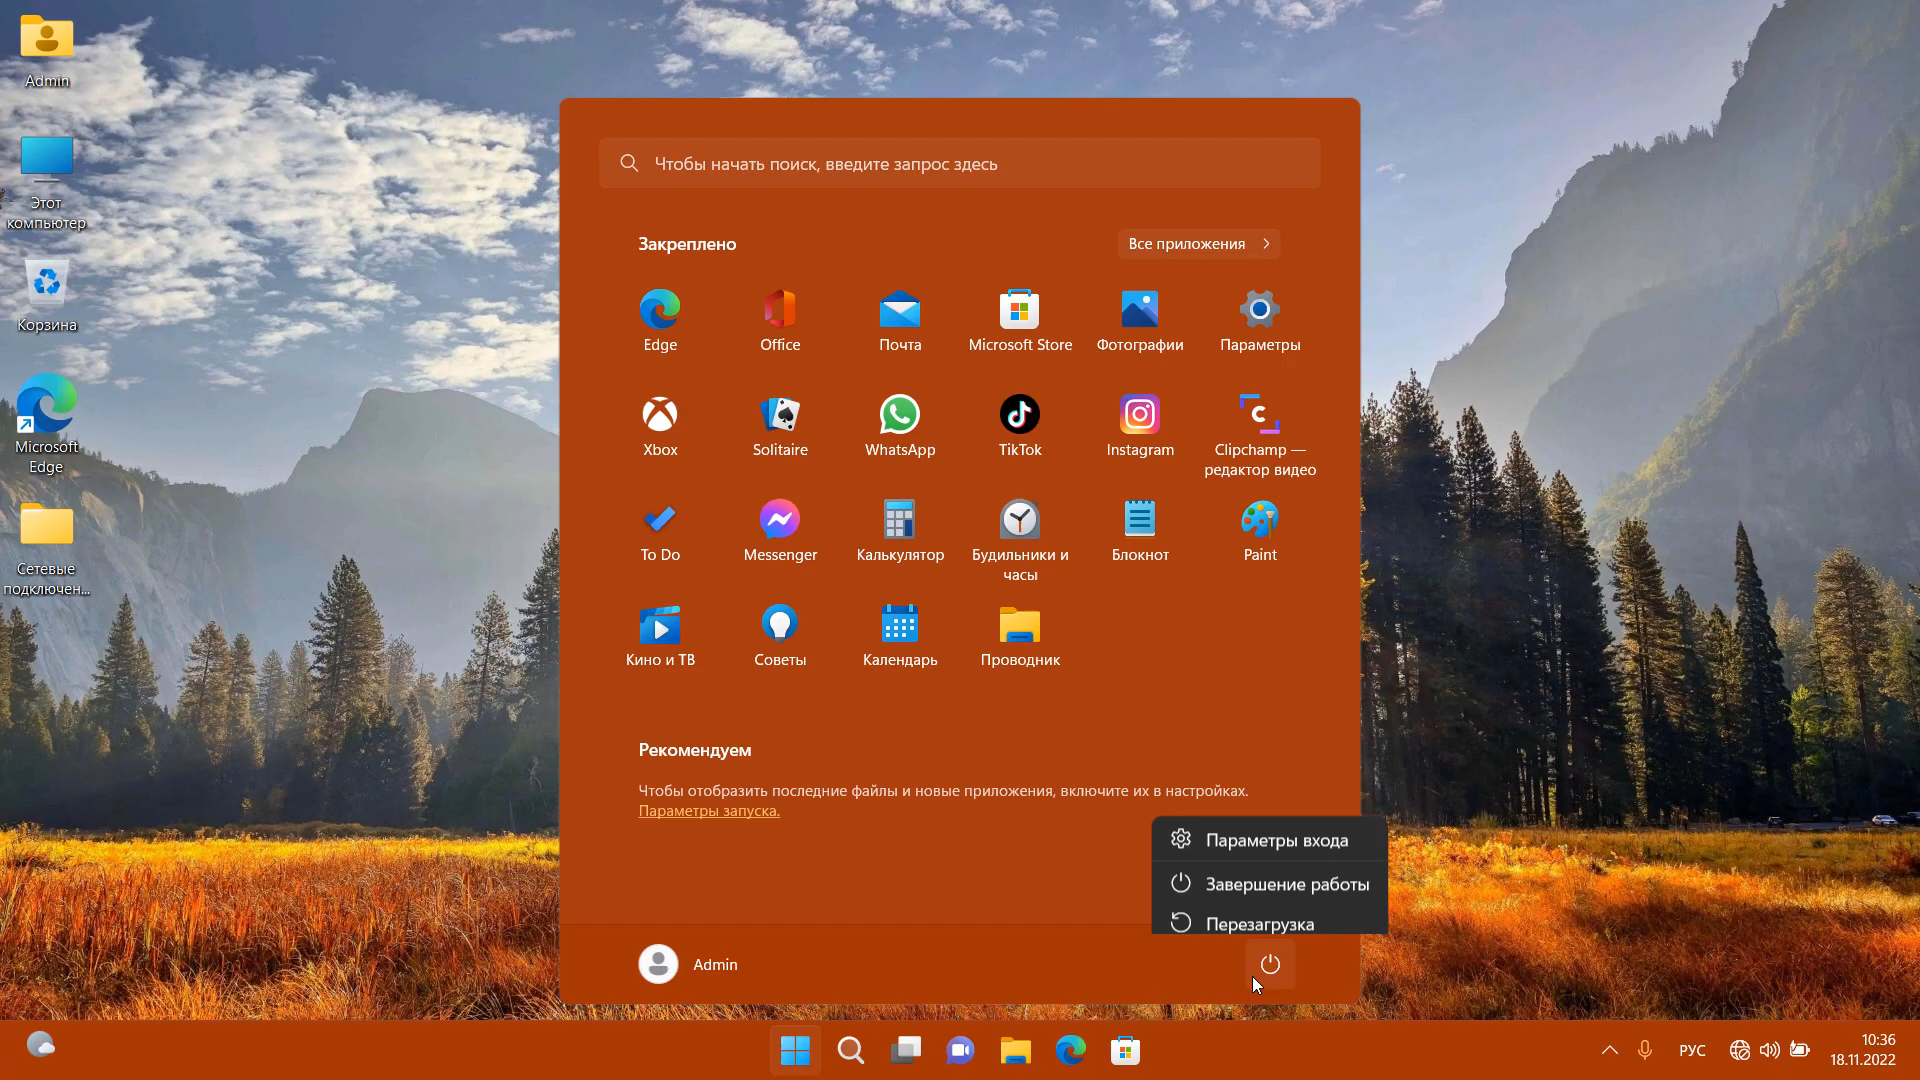 Admin
Этот
компьютер
Корзина
Microsoft
Edge
Сетевые
подключен...
Чтобы начать поиск, введите запрос здесь
Закреплено
Все приложения
Edge
Office
Почта
Microsoft Store
Фотографии
Параметры
Xbox
Solitaire
WhatsApp
TikTok
Instagram
Clipchamp —
редактор видео
To Do
Messenger
Калькулятор
Будильники и
часы
Блокнот
Paint
Кино и ТВ
Советы
Календарь
Проводник
Рекомендуем
Чтобы отобразить последние файлы и новые приложения, включите их в настройках.
Параметры запуска.
Параметры входа
Завершение работы
Перезагрузка
Admin
РУС
10:36
18.11.2022